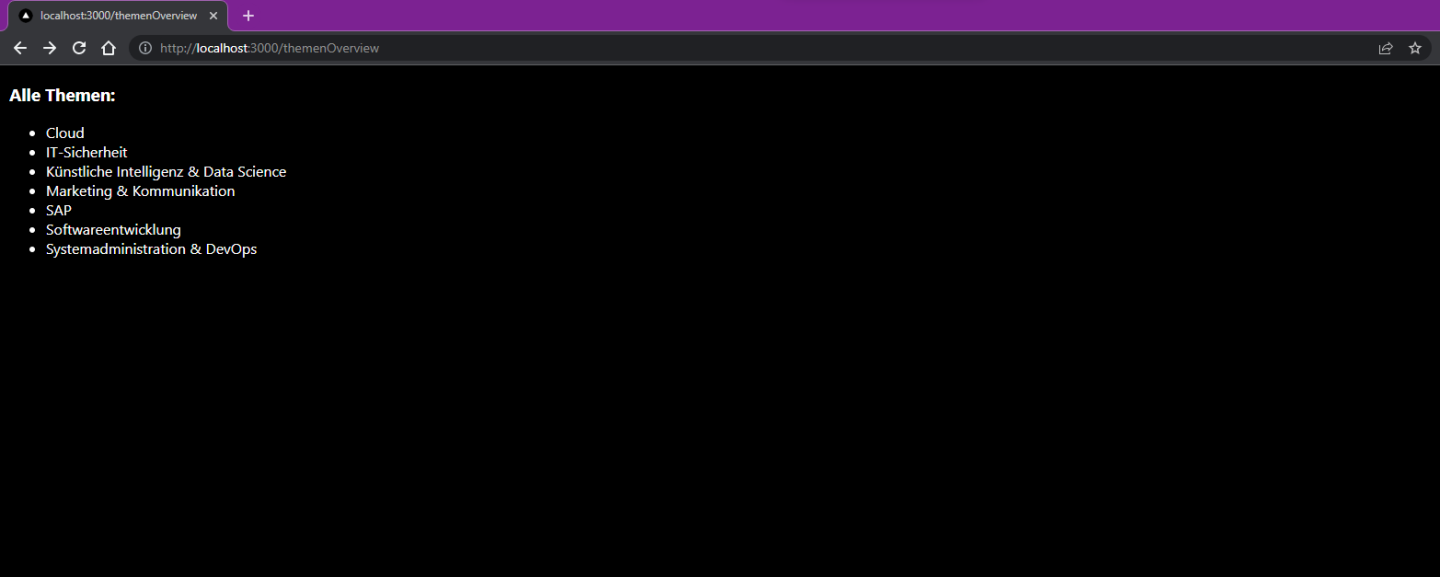 localhost:3000/themenOverview
http://localhost:3000/themenOverview
Alle Themen:
Cloud
IT-Sicherheit
Künstliche Intelligenz & Data Science
Marketing & Kommunikation
SAP
Softwareentwicklung
Systemadministration & DevOps